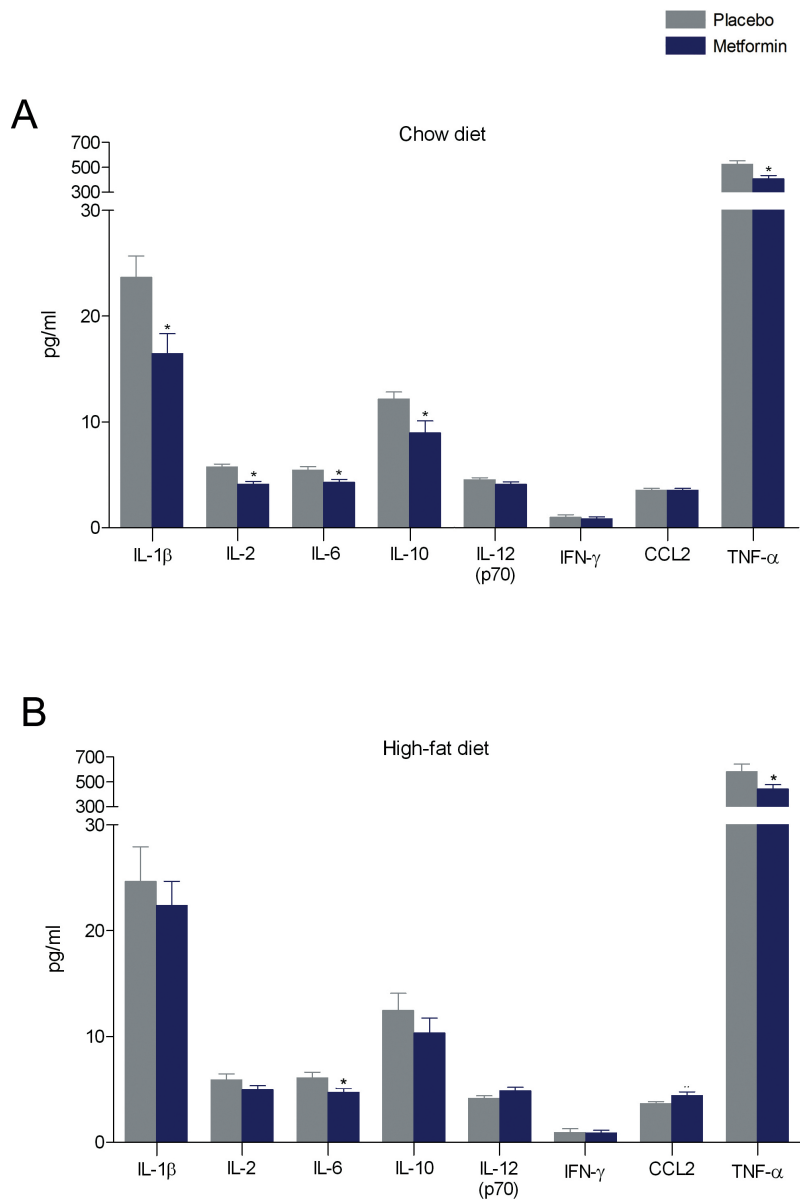 Placebo
Metformin
A
Chow diet
700
500
300
30
20
10
0
pg/ml
*
*
*
*
*
IL-1β
IL-2
IL-6
IL-10
IL-12
(p70)
IFN-γ
CCL2
TNF-α
B
High-fat diet
700
500
300
30
20
10
0
pg/ml
*
*
IL-1β
IL-2
IL-6
IL-10
IL-12
(p70)
IFN-γ
CCL2
TNF-α